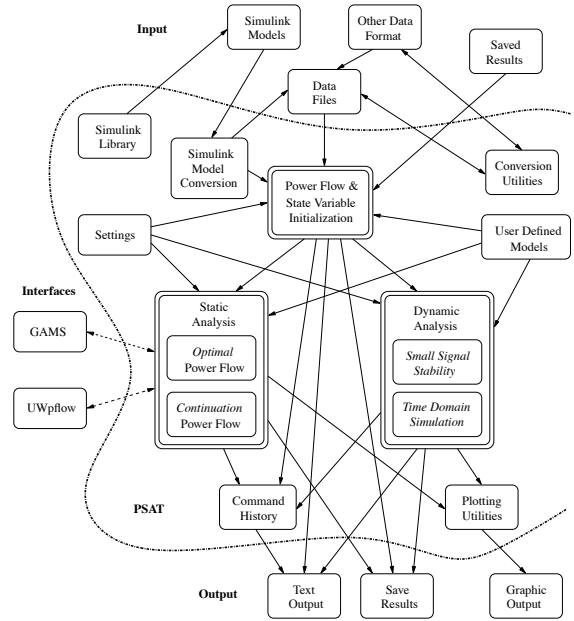 Input
Simulink
Models
Other Data
Format
Saved
Results
Data
Files
Simulink
Library
Simulink
Model
Conversion
Power Flow &
State Variable
Initialization
Conversion
Utilities
Settings
User Defined
Models
Interfaces
GAMS
UWpflow
Static
Analysis
Optimal
Power Flow
Continuation
Power Flow
Dynamic
Analysis
Small Signal
Stability
Time Domain
Simulation
PSAT
Command
History
Plotting
Utilities
Output
Text
Output
Save
Results
Graphic
Output